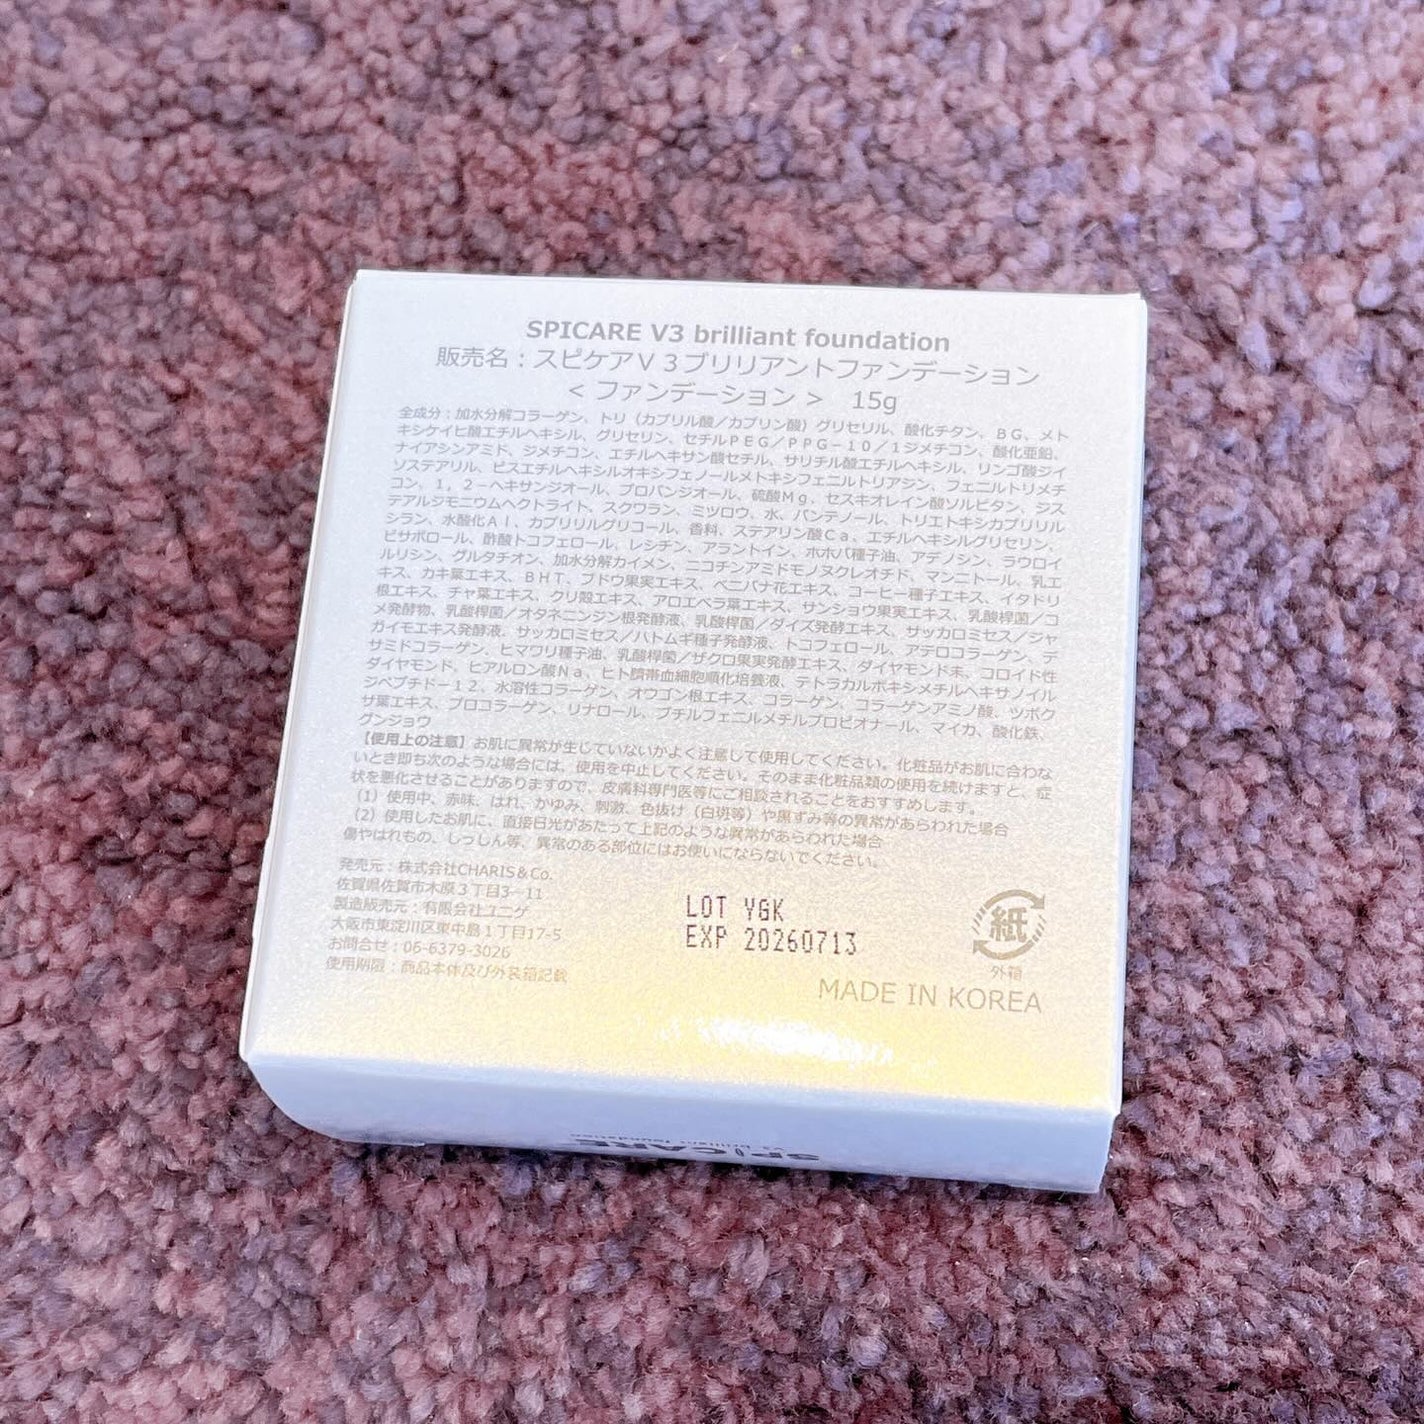 SPICARE V3 brilliant foundation
販売名：スピケアＶ３ブリリアントファンデーション
＜ファンデーション＞　15g
全成分：加水分解コラーゲン、トリ（カプリル酸／カプリン酸）グリセリル、酸化チタン、ＢＧ、メト
キシケイヒ酸エチルヘキシル、グリセリン、セチルＰＥＧ／ＰＰＧ－１０／１ジメチコン、酸化亜鉛、
ナイアシンアミド、ジメチコン、エチルヘキサン酸セチル、サリチル酸エチルヘキシル、リンゴ酸ジイ
ソステアリル、ビスエチルヘキシルオキシフェノールメトキシフェニルトリアジン、フェニルトリメチ
コン、１，２－ヘキサンジオール、プロパンジオール、硫酸Ｍｇ、セスキオレイン酸ソルビタン、ジス
テアルジモニウムヘクトライト、スクワラン、ミツロウ、水、パンテノール、トリエトキシカプリリル
シラン、水酸化Ａｌ、カプリリルグリコール、香料、ステアリン酸Ｃａ、エチルヘキシルグリセリン、
ビサボロール、酢酸トコフェロール、レシチン、アラントイン、ホホバ種子油、アデノシン、ラウロイ
ルリシン、グルタチオン、加水分解カイメン、ニコチンアミドモノヌクレオチド、マンニトール、乳エ
キス、カキ葉エキス、ＢＨＴ、ブドウ果実エキス、ベニバナ花エキス、コーヒー種子エキス、イタドリ
根エキス、チャ葉エキス、クリ殻エキス、アロエベラ葉エキス、サンショウ果実エキス、乳酸桿菌／コ
メ発酵物、乳酸桿菌／オタネニンジン根発酵液、乳酸桿菌／ダイズ発酵エキス、サッカロミセス／ジャ
ガイモエキス発酵液、サッカロミセス／ハトムギ種子発酵液、トコフェロール、アテロコラーゲン、デ
サミドコラーゲン、ヒマワリ種子油、乳酸桿菌／ザクロ果実発酵エキス、ダイヤモンド末、コロイド性
ダイヤモンド、ヒアルロン酸Ｎａ、ヒト臍帯血細胞順化培養液、テトラカルボキシメチルヘキサノイル
ジペプチド－１２、水溶性コラーゲン、オウゴン根エキス、コラーゲン、コラーゲンアミノ酸、ツボク
サ葉エキス、プロコラーゲン、リナロール、ブチルフェニルメチルプロピオナール、マイカ、酸化鉄、
グンジョウ
【使用上の注意】お肌に異常が生じていないかよく注意して使用してください。化粧品がお肌に合わな
いとき即ち次のような場合には、使用を中止してください。そのまま化粧品類の使用を続けますと、症
状を悪化させることがありますので、皮膚科専門医等にご相談されることをおすすめします。
（1）使用中、赤味、はれ、かゆみ、刺激、色抜け（白斑等）や黒ずみ等の異常があらわれた場合
（2）使用したお肌に、直接日光があたって上記のような異常があらわれた場合
傷やはれもの、しっしん等、異常のある部位にはお使いにならないでください。
発売元：株式会社CHARIS＆Co.
佐賀県佐賀市木原３丁目3－11
製造販売元：有限会社ユニゲ
大阪市東淀川区東中島１丁目17-5
お問合せ：06-6379-3026
使用期限：商品本体及び外装箱記載
LOT YGK
EXP 20260713
紙
外箱
MADE IN KOREA
SPICARE
V3 brilliant foundation